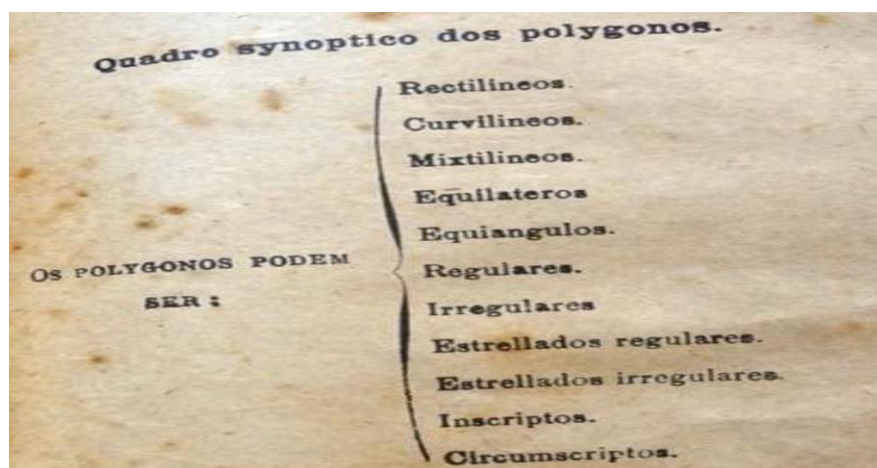 Quadro synoptico dos polygonos.
Rectilineos.
Curvilineos.
Mixtilineos.
Equilateros
Equiangulos.
OS POLYGONOS PODEM
SER :
Regulares.
Irregulares
Estrellados regulares.
Estrellados irregulares.
Inscriptos.
Circumscriptos.